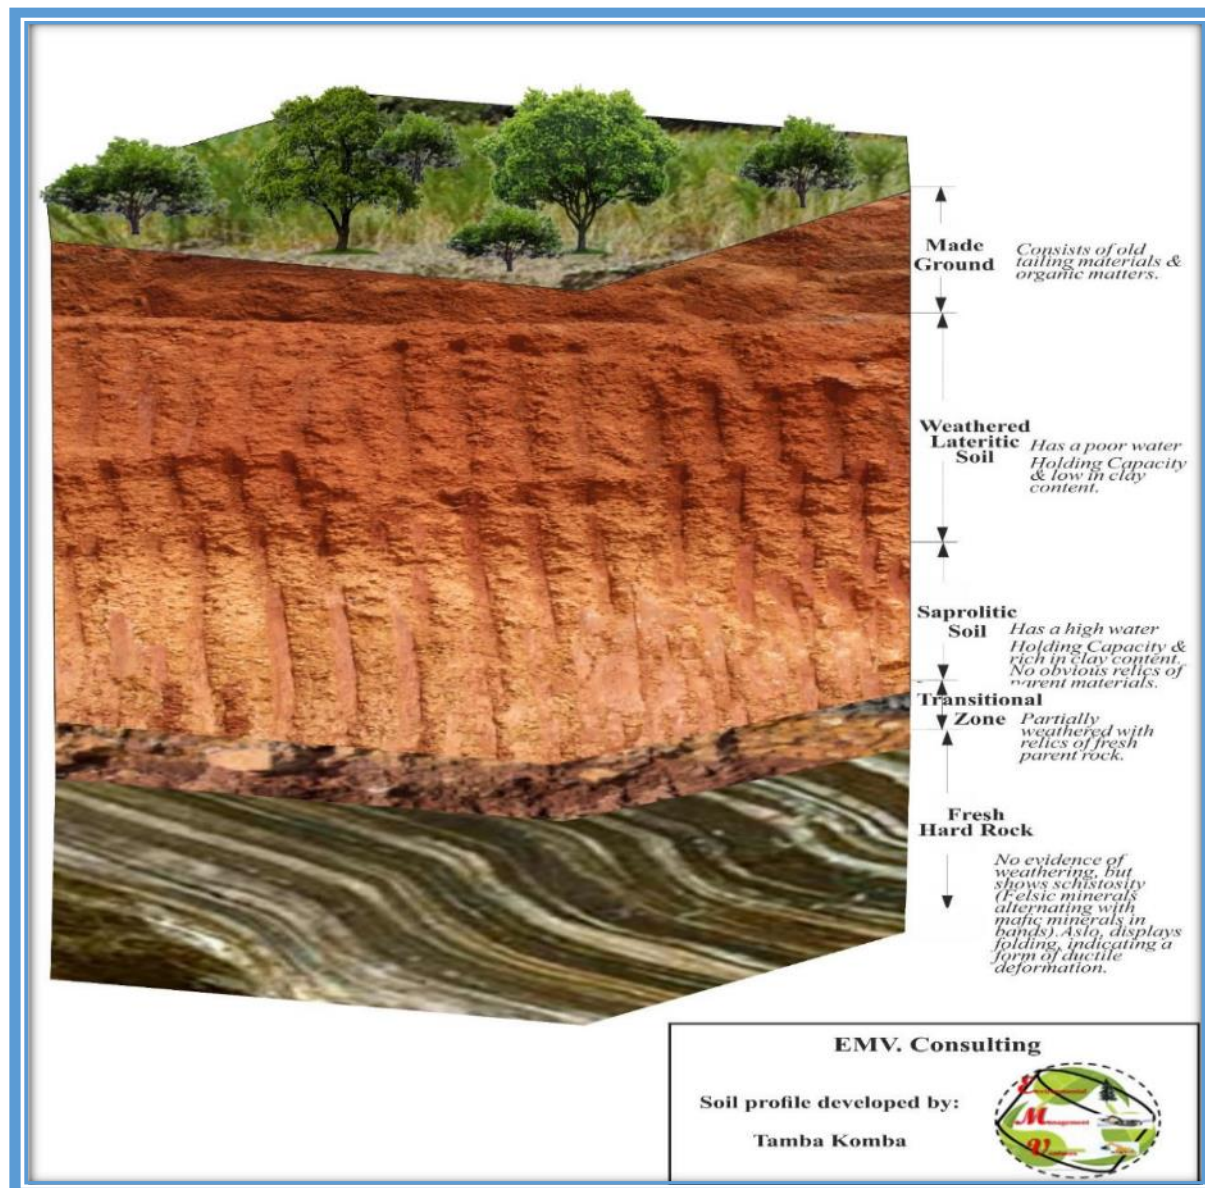 Made
Ground
Consists of old
tailing materials &
organic matters.
Weathered
Lateritic
Soil
Has a poor water
Holding Capacity
& low in clay
content.
Saprolitic
Soil
Has a high water
Holding Capacity &
rich in clay content.
No obvious relics of
parent materials.
Transitional
Zone
Partially
weathered with
relics of fresh
parent rock.
Fresh
Hard Rock
No evidence of
weathering, but
shows schistosity
(Felsic minerals
alternating with
mafic minerals in
bands).Aslo, displays
folding, indicating a
form of ductile
deformation.
EMV. Consulting
Soil profile developed by:
Tamba Komba
Environmental
Management
Ventures